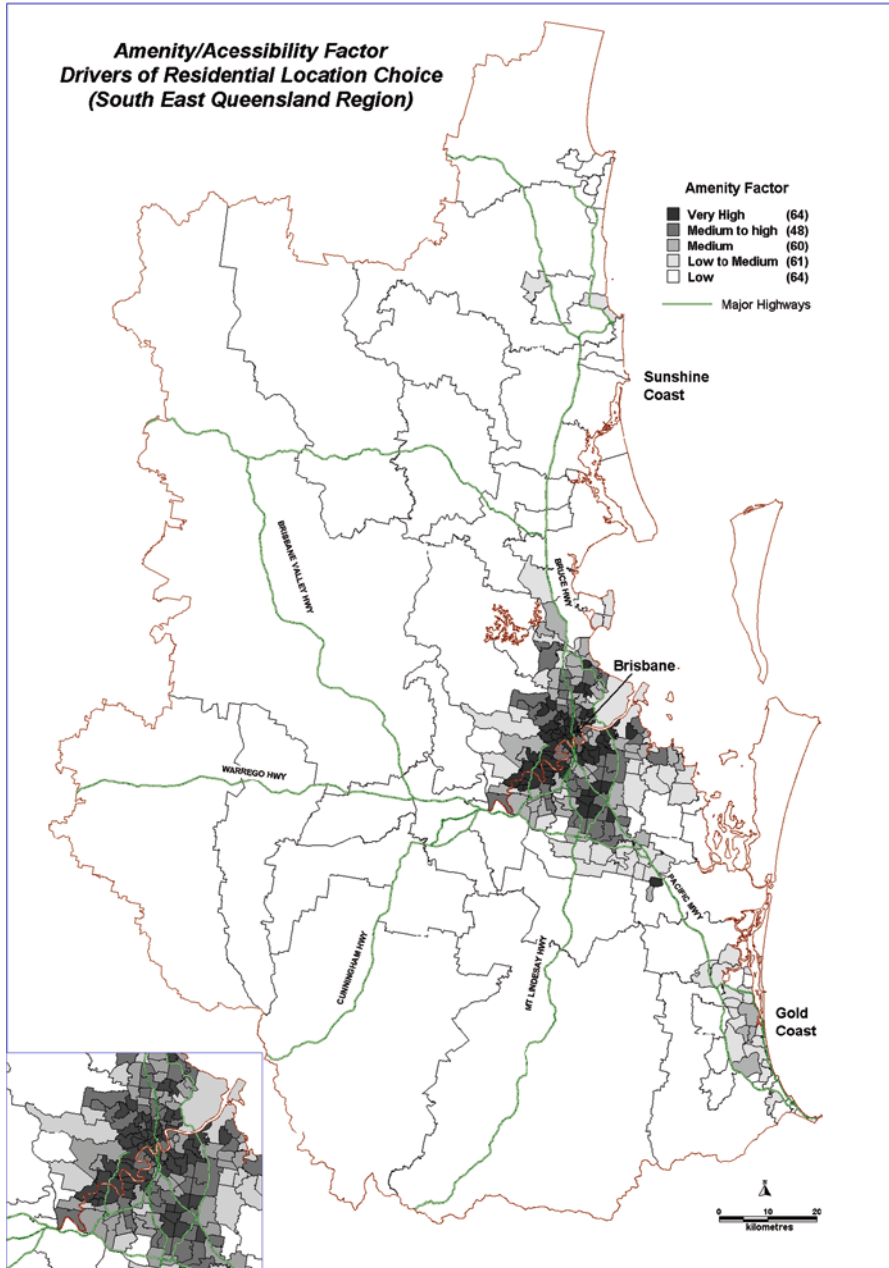 Amenity/Acessibility Factor
Drivers of Residential Location Choice
(South East Queensland Region)
Amenity Factor
Very High (64)
Medium to high (48)
Medium (60)
Low to Medium (61)
Low (64)
Major Highways
Sunshine
Coast
BRISBANE VALLEY HWY
BRUCE HWY
Brisbane
WARREGO HWY
PACIFIC MWY
CUNNINGHAM HWY
MT LINDESAY HWY
Gold
Coast
N
0 10 20
kilometres